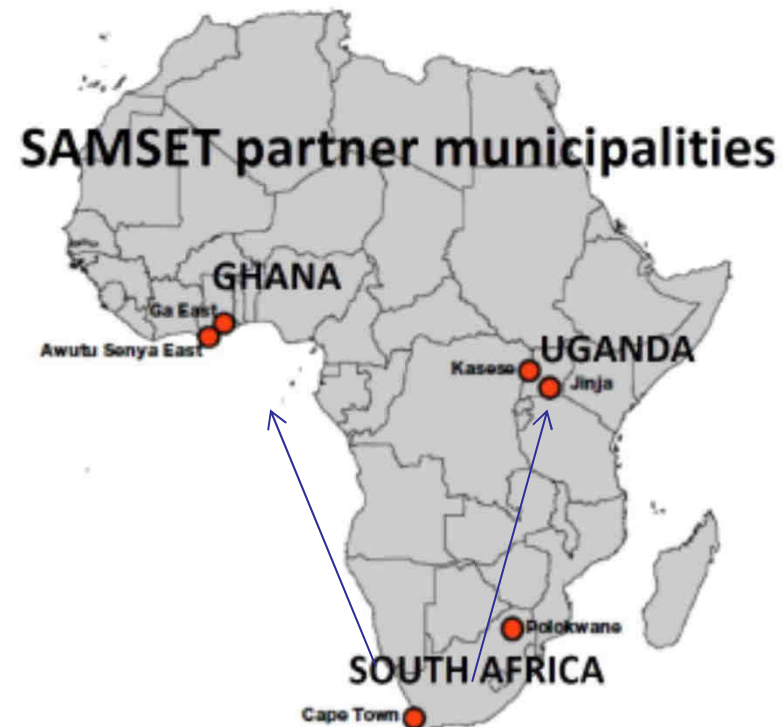 SAMSET partner municipalities
GHANA
Ga East
Awutu Senya East
UGANDA
Kasese
Jinja
Polokwane
SOUTH AFRICA
Cape Town